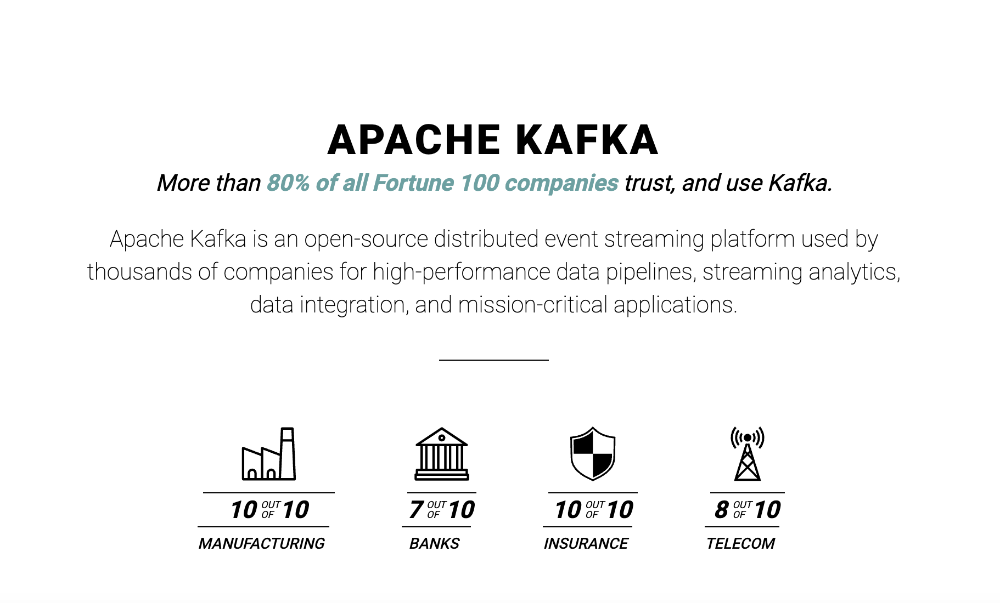 APACHE KAFKA
More than 80% of all Fortune 100 companies trust, and use Kafka.
Apache Kafka is an open-source distributed event streaming platform used by
thousands of companies for high-performance data pipelines, streaming analytics,
data integration, and mission-critical applications.
10 OUT OF 10
MANUFACTURING
7 OUT OF 10
BANKS
10 OUT OF 10
INSURANCE
8 OUT OF 10
TELECOM